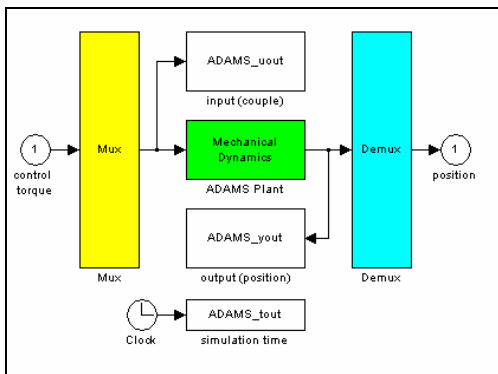 ADAMS_uout
input (couple)
1
control
torque
Mux
Mux
Mechanical
Dynamics
ADAMS Plant
Demux
Demux
1
position
ADAMS_yout
output (position)
Clock
ADAMS_tout
simulation time